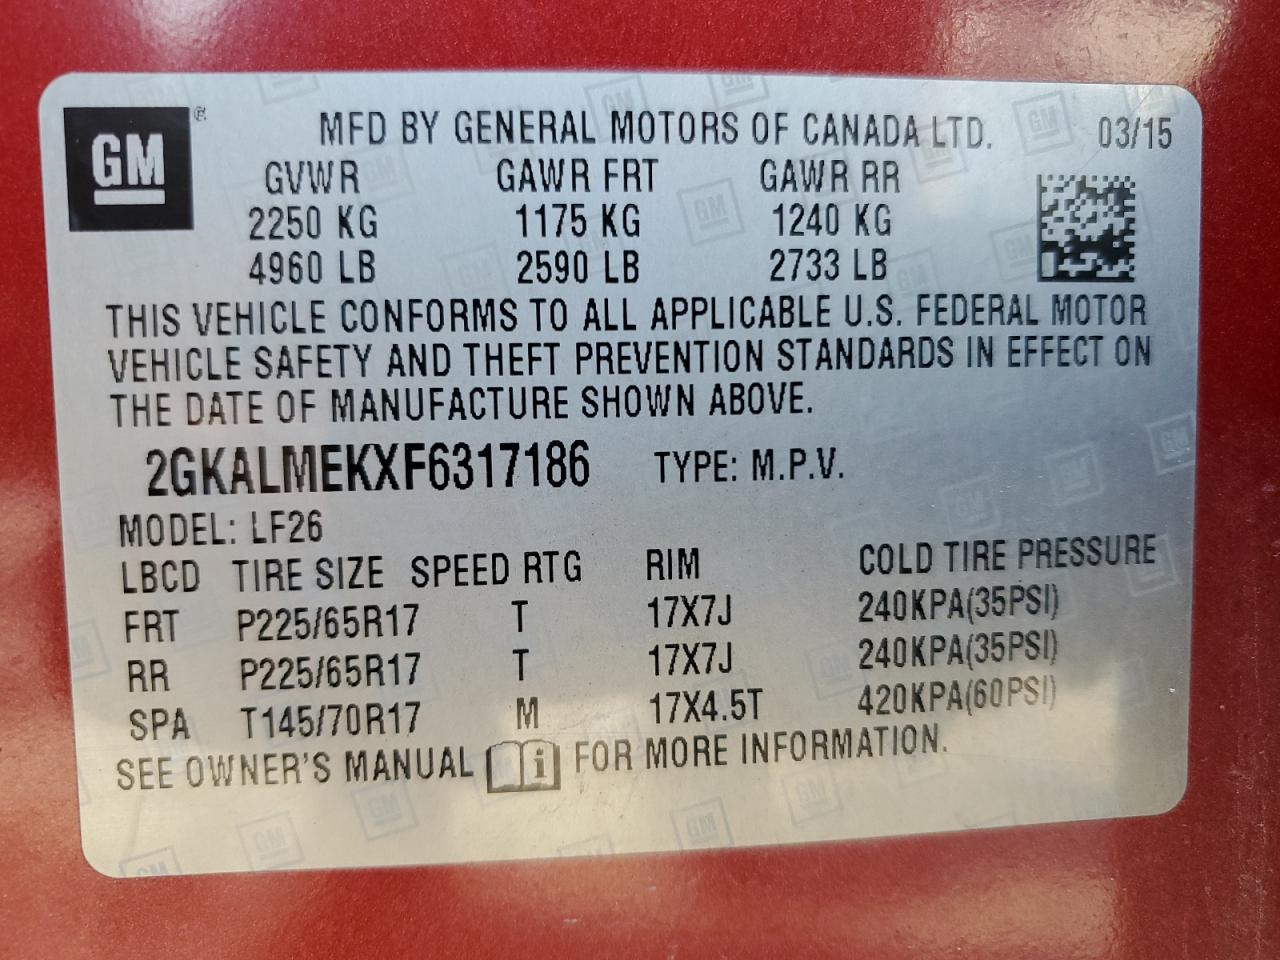 GM ®
MFD BY GENERAL MOTORS OF CANADA LTD. 03/15
GVWR GAWR FRT GAWR RR
2250 KG 1175 KG 1240 KG
4960 LB 2590 LB 2733 LB
THIS VEHICLE CONFORMS TO ALL APPLICABLE U.S. FEDERAL MOTOR
VEHICLE SAFETY AND THEFT PREVENTION STANDARDS IN EFFECT ON
THE DATE OF MANUFACTURE SHOWN ABOVE.
2GKALMEKXF6317186 TYPE: M.P.V.
MODEL: LF26
LBCD TIRE SIZE SPEED RTG RIM COLD TIRE PRESSURE
FRT P225/65R17 T 17X7J 240KPA(35PSI)
RR P225/65R17 T 17X7J 240KPA(35PSI)
SPA T145/70R17 M 17X4.5T 420KPA(60PSI)
SEE OWNER'S MANUAL i FOR MORE INFORMATION.